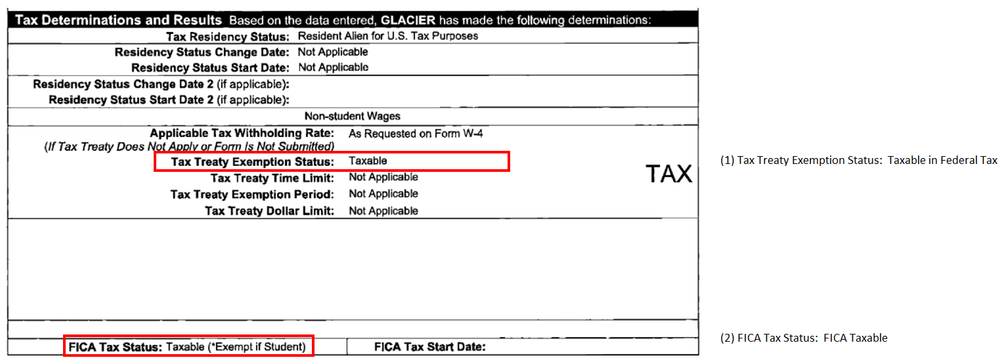 Tax Determinations and Results Based on the data entered, GLACIER has made the following determinations:
Tax Residency Status: Resident Alien for U.S. Tax Purposes
Residency Status Change Date: Not Applicable
Residency Status Start Date: Not Applicable
Residency Status Change Date 2 (if applicable):
Residency Status Start Date 2 (if applicable):
Non-student Wages
Applicable Tax Withholding Rate: As Requested on Form W-4
(If Tax Treaty Does Not Apply or Form Is Not Submitted)
Tax Treaty Exemption Status: Taxable
(1) Tax Treaty Exemption Status: Taxable in Federal Tax
TAX
Tax Treaty Time Limit: Not Applicable
Tax Treaty Exemption Period: Not Applicable
Tax Treaty Dollar Limit: Not Applicable
FICA Tax Status: Taxable (*Exempt if Student)
FICA Tax Start Date:
(2) FICA Tax Status: FICA Taxable